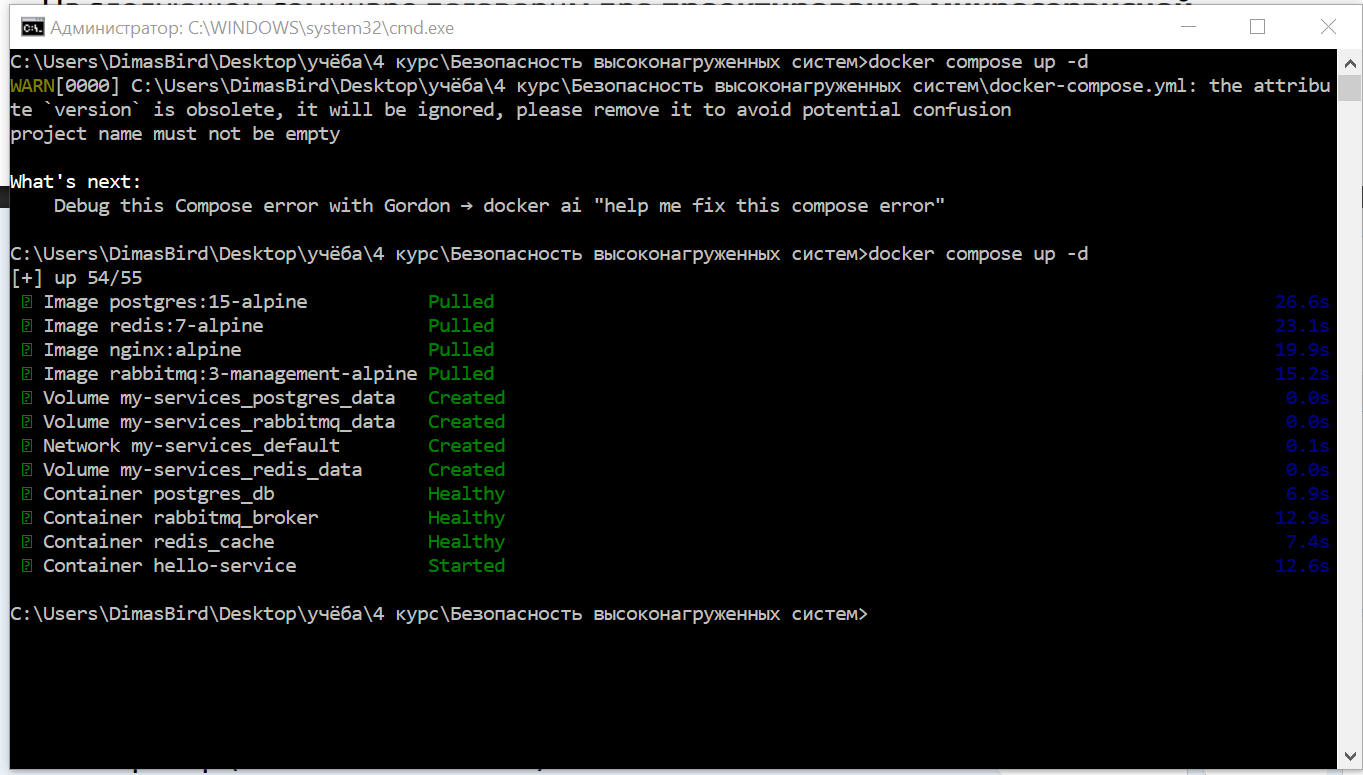 Администратор: C:\WINDOWS\system32\cmd.exe
C:\Users\DimasBird\Desktop\учёба\4 курс\Безопасность высоконагруженных систем>docker compose up -d
WARN[0000] C:\Users\DimasBird\Desktop\учёба\4 курс\Безопасность высоконагруженных систем\docker-compose.yml: the attribu
te `version` is obsolete, it will be ignored, please remove it to avoid potential confusion
project name must not be empty
What's next:
Debug this Compose error with Gordon → docker ai "help me fix this compose error"
C:\Users\DimasBird\Desktop\учёба\4 курс\Безопасность высоконагруженных систем>docker compose up -d
[+] up 54/55
Image postgres:15-alpine Pulled 26.6s
Image redis:7-alpine Pulled 23.1s
Image nginx:alpine Pulled 19.9s
Image rabbitmq:3-management-alpine Pulled 15.2s
Volume my-services_postgres_data Created 0.0s
Volume my-services_rabbitmq_data Created 0.0s
Network my-services_default Created 0.1s
Volume my-services_redis_data Created 0.0s
Container postgres_db Healthy 6.9s
Container rabbitmq_broker Healthy 12.9s
Container redis_cache Healthy 7.4s
Container hello-service Started 12.6s
C:\Users\DimasBird\Desktop\учёба\4 курс\Безопасность высоконагруженных систем>